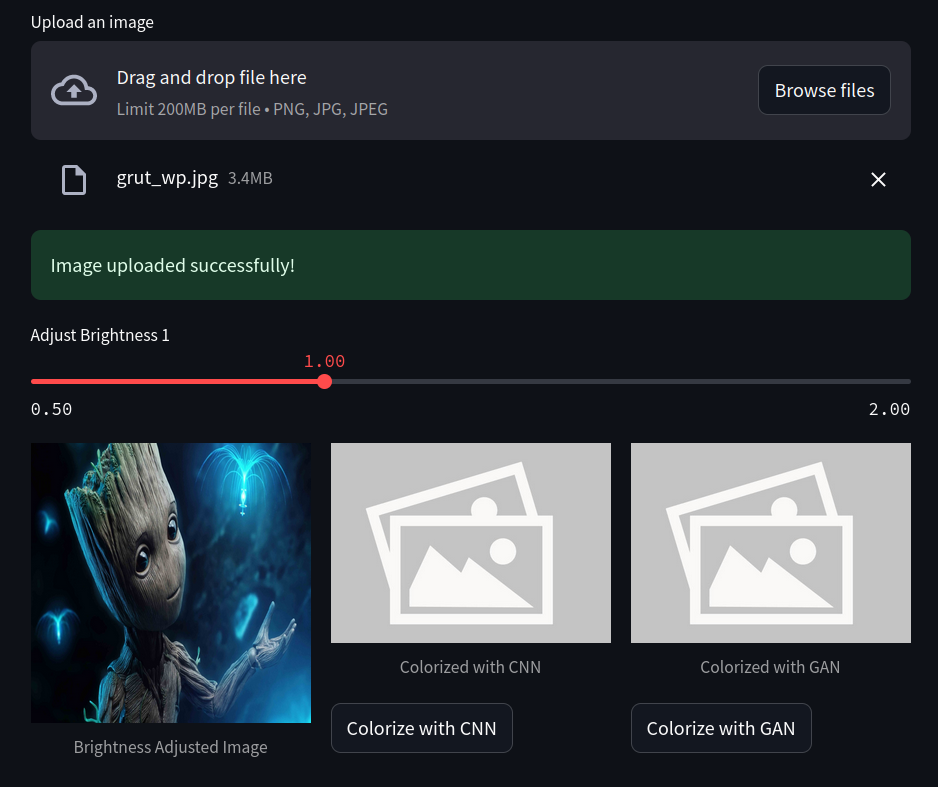 Upload an image
Drag and drop file here
Limit 200MB per file • PNG, JPG, JPEG
Browse files
grut_wp.jpg 3.4MB
Image uploaded successfully!
Adjust Brightness 1
1.00
0.50
2.00
Brightness Adjusted Image
Colorized with CNN
Colorize with CNN
Colorized with GAN
Colorize with GAN